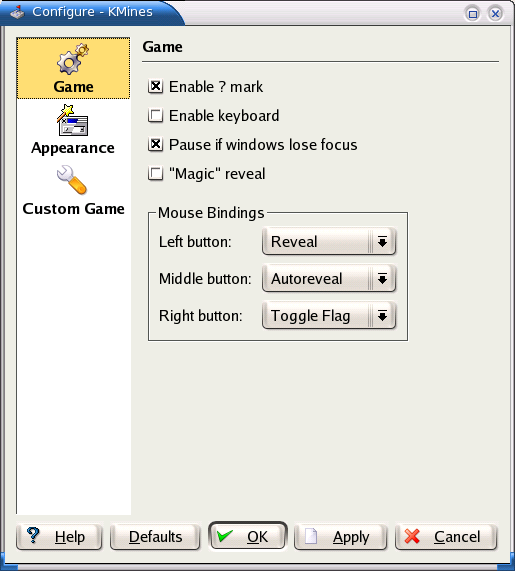 Configure - KMines
Game
Appearance
Custom Game
Game
Enable ? mark
Enable keyboard
Pause if windows lose focus
"Magic" reveal
Mouse Bindings
Left button: Reveal
Middle button: Autoreveal
Right button: Toggle Flag
Help Defaults OK Apply Cancel